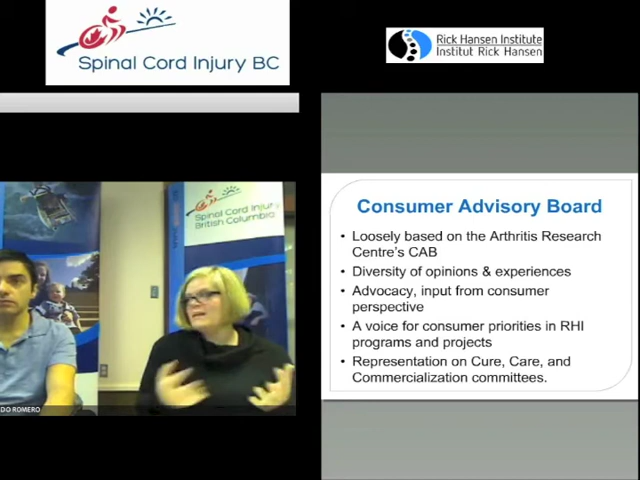 Spinal Cord Injury BC
Rick Hansen Institute
Institut Rick Hansen
Spinal Cord Injury
British Columbia
DO ROMERO
Consumer Advisory Board
• Loosely based on the Arthritis Research
Centre's CAB
• Diversity of opinions & experiences
• Advocacy, input from consumer
perspective
• A voice for consumer priorities in RHI
programs and projects
• Representation on Cure, Care, and
Commercialization committees.